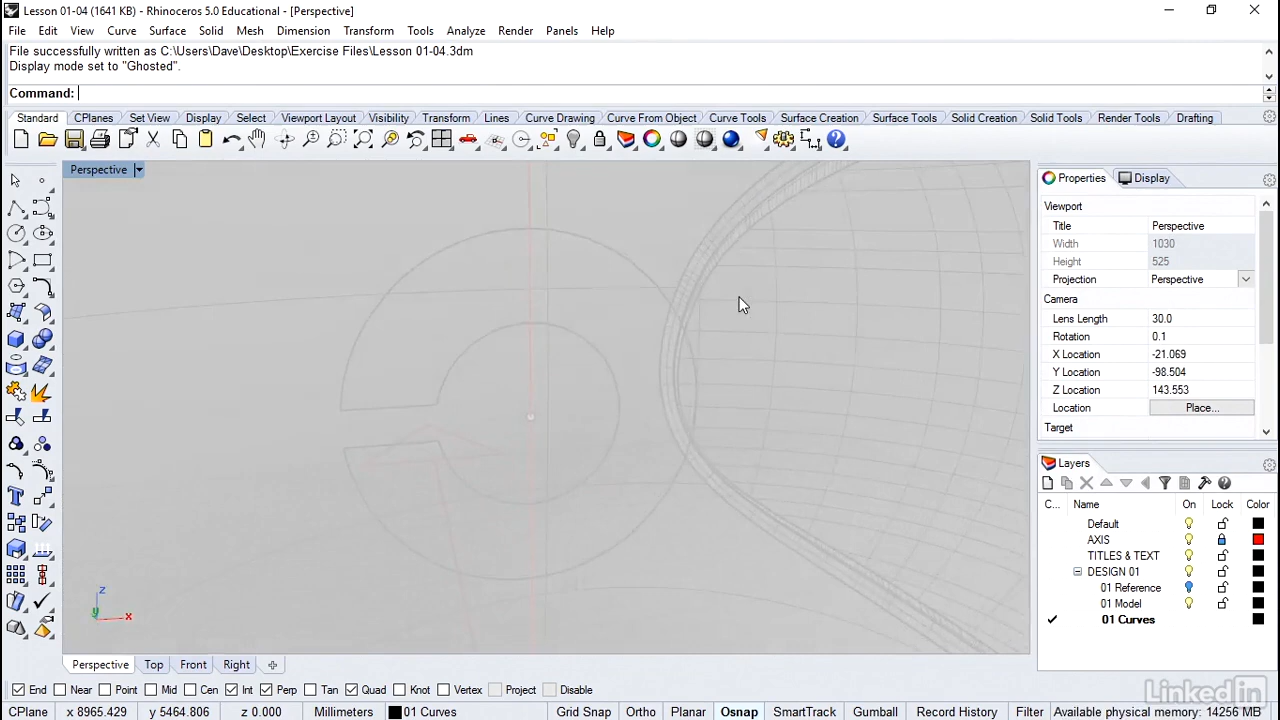 Lesson 01-04 (1641 KB) - Rhinoceros 5.0 Educational - [Perspective]
File Edit View Curve Surface Solid Mesh Dimension Transform Tools Analyze Render Panels Help
File successfully written as C:\Users\Dave\Desktop\Exercise Files\Lesson 01-04.3dm
Display mode set to "Ghosted".
Command:
Standard CPlanes Set View Display Select Viewport Layout Visibility Transform Lines Curve Drawing Curve From Object Curve Tools Surface Creation Surface Tools Solid Creation Solid Tools Render Tools Drafting
Perspective
Properties Display
Viewport
Title Perspective
Width 1030
Height 525
Projection Perspective
Camera
Lens Length 30.0
Rotation 0.1
X Location -21.069
Y Location -98.504
Z Location 143.553
Location Place...
Target
Layers
C... Name On Lock Color
Default
AXIS
TITLES & TEXT
DESIGN 01
01 Reference
01 Model
01 Curves
z
y x
Perspective Top Front Right
End Near Point Mid Cen Int Perp Tan Quad Knot Vertex Project Disable
CPlane x 8965.429 y 5464.806 z 0.000 Millimeters 01 Curves Grid Snap Ortho Planar Osnap SmartTrack Gumball Record History Filter Available physical memory: 14256 MB
LinkedIn